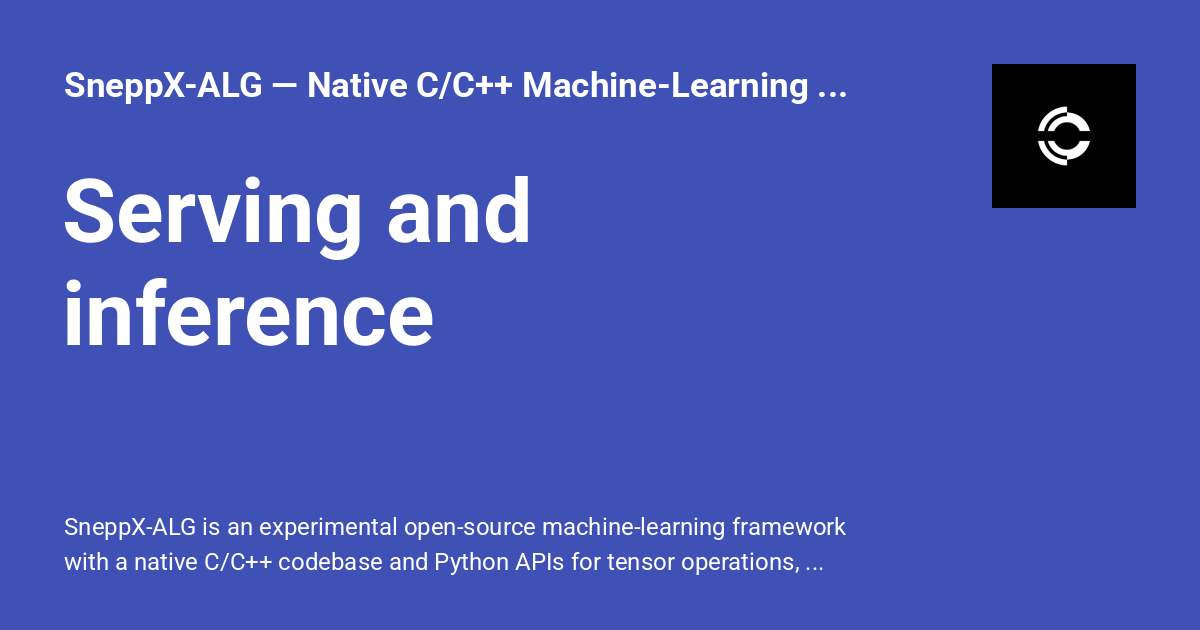 SneppX-ALG — Native C/C++ Machine-Learning ...
Serving and
inference
SneppX-ALG is an experimental open-source machine-learning framework
with a native C/C++ codebase and Python APIs for tensor operations, ...